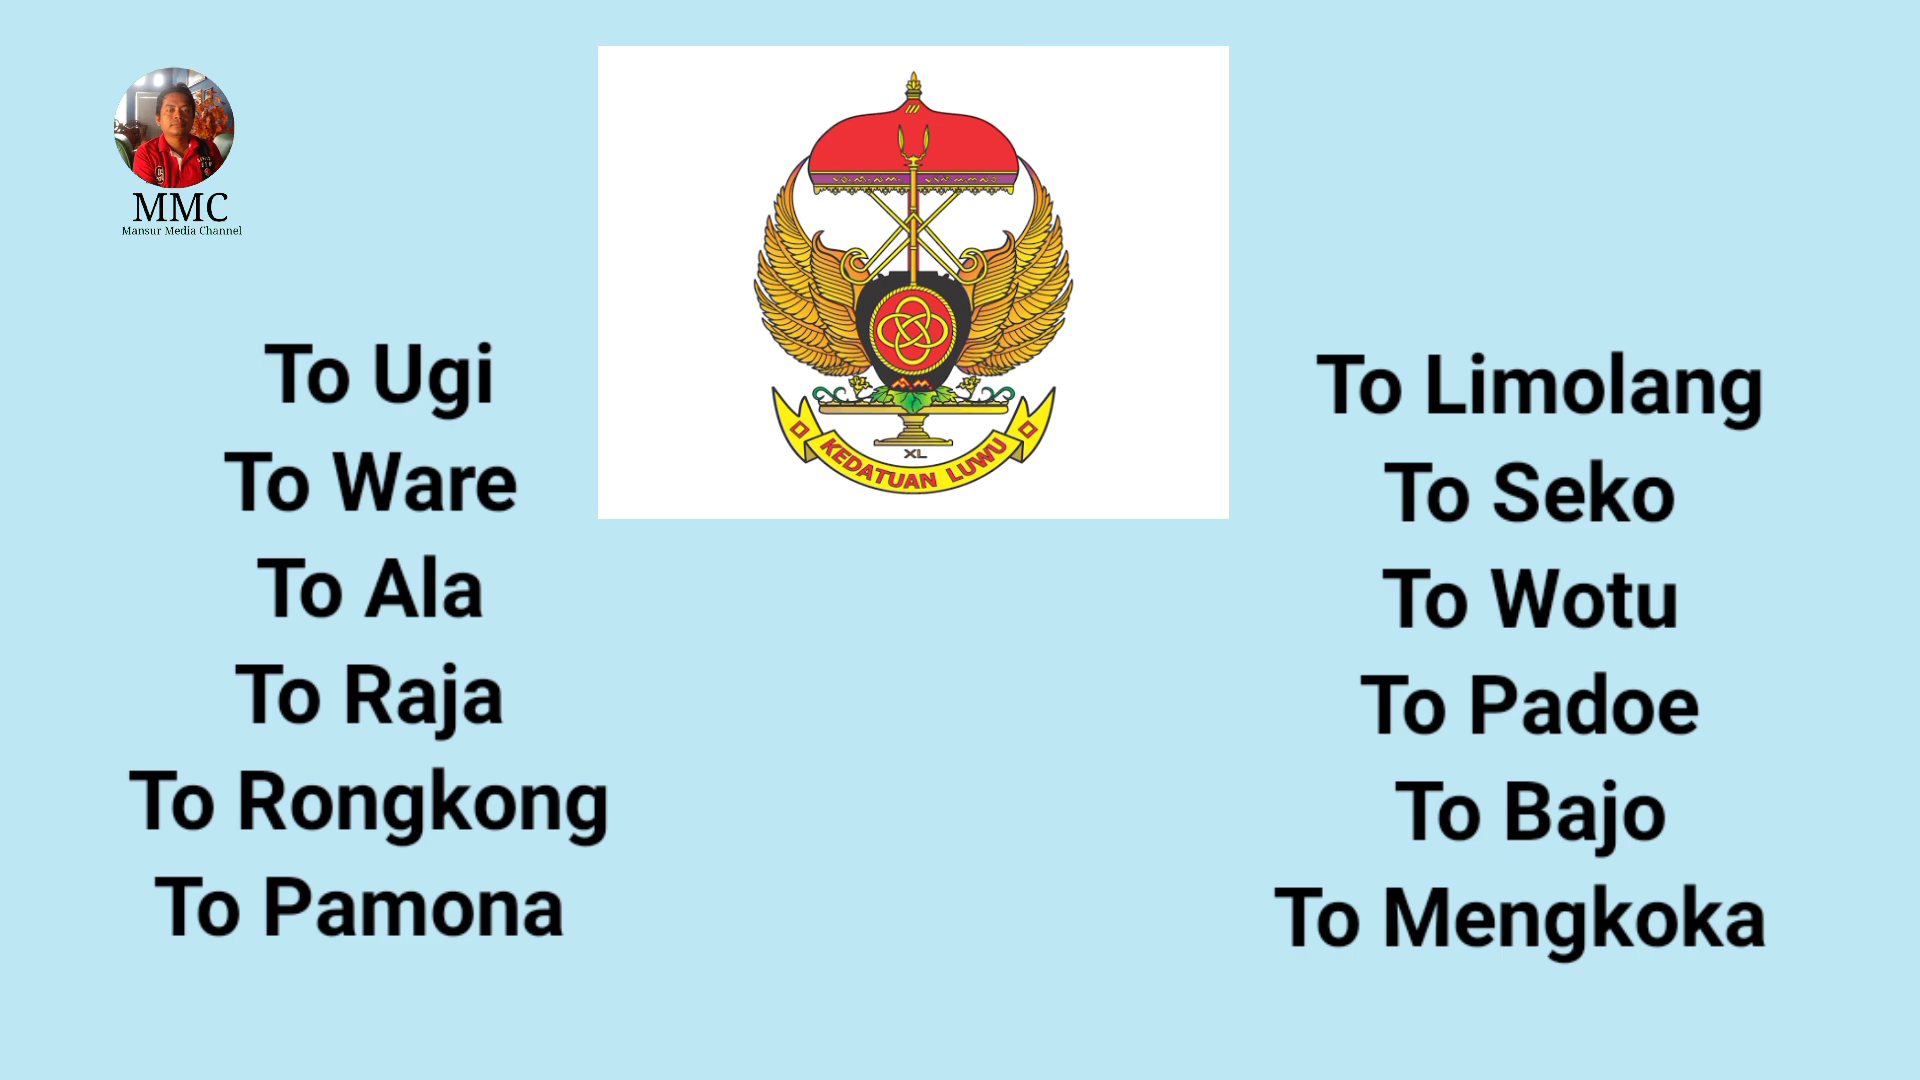 MMC
Mansur Media Channel
KEDATUAN LUWU
XL
To Ugi
To Ware
To Ala
To Raja
To Rongkong
To Pamona
To Limolang
To Seko
To Wotu
To Padoe
To Bajo
To Mengkoka